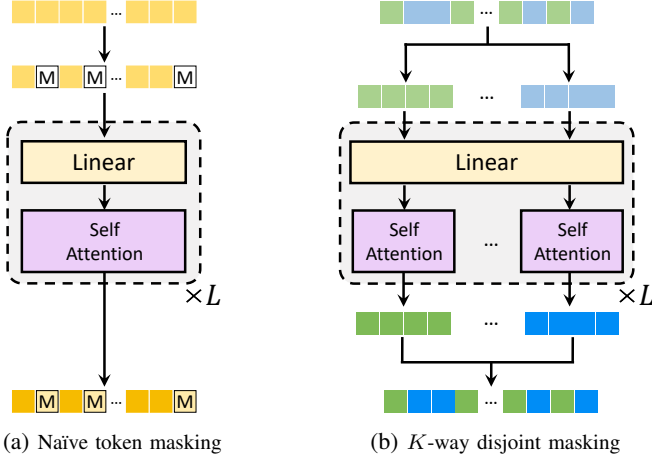 ...
...
M M ... M
...
Linear
Linear
Self
Attention
Self
Attention
...
Self
Attention
× L
× L
...
M M ... M
...
(a) Naïve token masking
(b) K-way disjoint masking